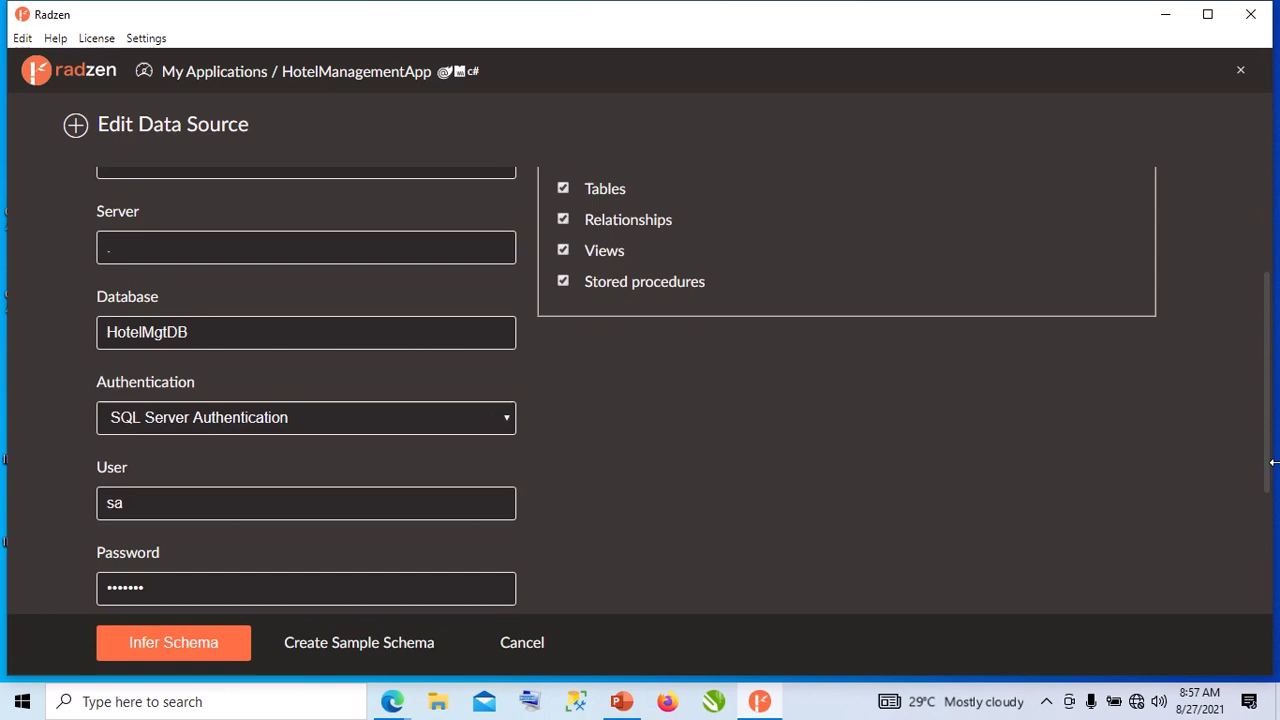 Radzen
Edit Help License Settings
radzen My Applications / HotelManagementApp c#
Edit Data Source
Server
.
Database
HotelMgtDB
Authentication
SQL Server Authentication
User
sa
Password
•••••••
Tables
Relationships
Views
Stored procedures
Infer Schema Create Sample Schema Cancel
Type here to search
29°C Mostly cloudy
8:57 AM
8/27/2021